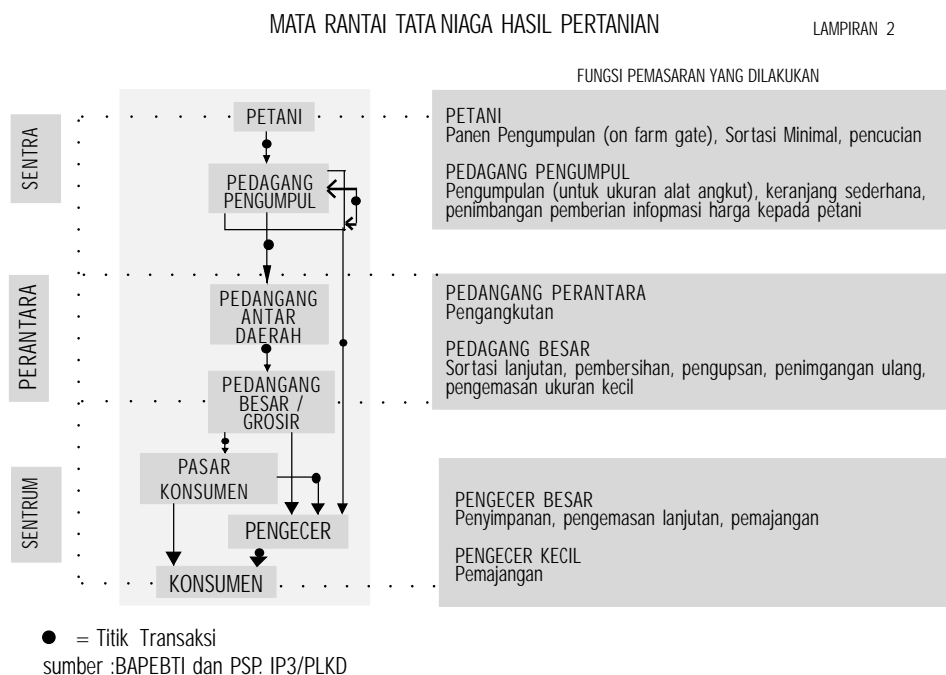 MATA RANTAI TATA NIAGA HASIL PERTANIAN
LAMPIRAN 2
FUNGSI PEMASARAN YANG DILAKUKAN
SENTRA
PETANI
PEDAGANG
PENGUMPUL
PETANI
Panen Pengumpulan (on farm gate), Sortasi Minimal, pencucian
PEDAGANG PENGUMPUL
Pengumpulan (untuk ukuran alat angkut), keranjang sederhana,
penimbangan pemberian infopmasi harga kepada petani
PERANTARA
PEDANGANG
ANTAR
DAERAH
PEDANGANG
BESAR /
GROSIR
PEDANGANG PERANTARA
Pengangkutan
PEDAGANG BESAR
Sortasi lanjutan, pembersihan, pengupsan, penimgangan ulang,
pengemasan ukuran kecil
SENTRUM
PASAR
KONSUMEN
PENGECER
KONSUMEN
PENGECER BESAR
Penyimpanan, pengemasan lanjutan, pemajangan
PENGECER KECIL
Pemajangan
= Titik Transaksi
sumber :BAPEBTI dan PSP. IP3/PLKD